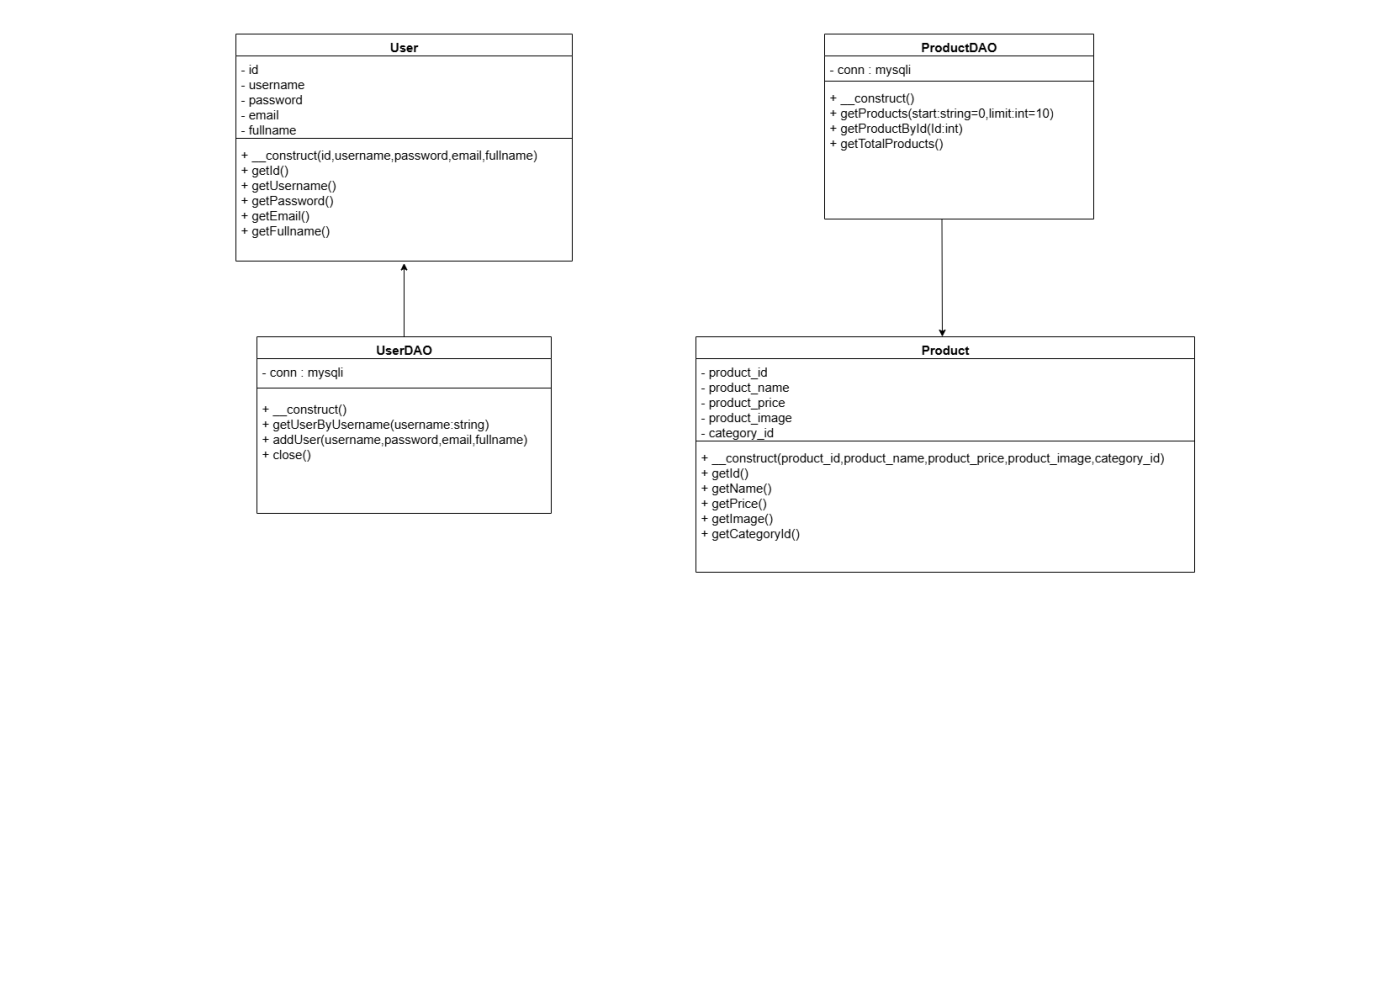 User
- id
- username
- password
- email
- fullname
+ __construct(id,username,password,email,fullname)
+ getId()
+ getUsername()
+ getPassword()
+ getEmail()
+ getFullname()
UserDAO
- conn : mysqli
+ __construct()
+ getUserByUsername(username:string)
+ addUser(username,password,email,fullname)
+ close()
ProductDAO
- conn : mysqli
+ __construct()
+ getProducts(start:string=0,limit:int=10)
+ getProductById(Id:int)
+ getTotalProducts()
Product
- product_id
- product_name
- product_price
- product_image
- category_id
+ __construct(product_id,product_name,product_price,product_image,category_id)
+ getId()
+ getName()
+ getPrice()
+ getImage()
+ getCategoryId()